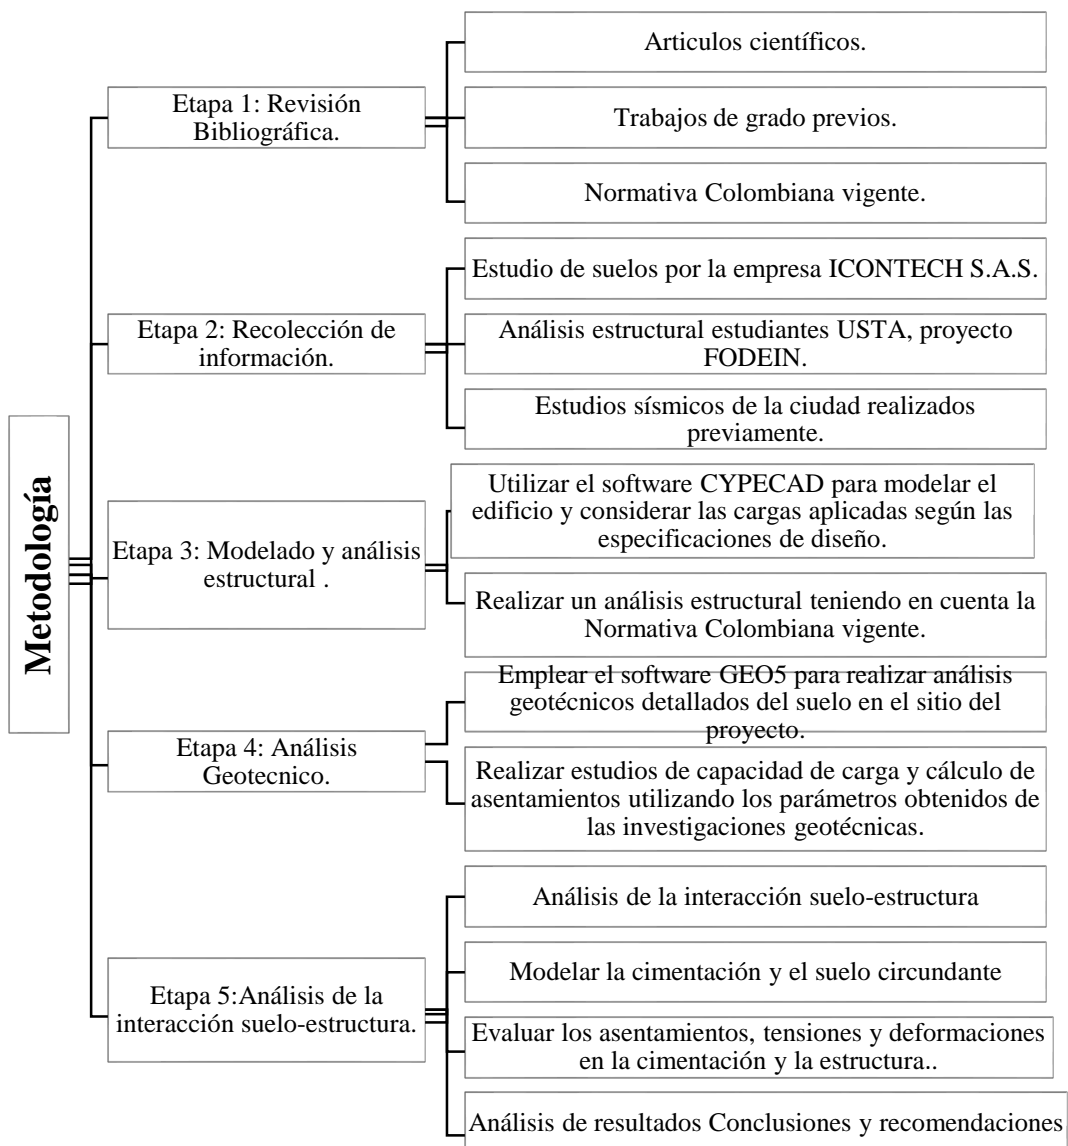 Metodología
Etapa 1: Revisión
Bibliográfica.
Articulos científicos.
Trabajos de grado previos.
Normativa Colombiana vigente.
Etapa 2: Recolección de
información.
Estudio de suelos por la empresa ICONTECH S.A.S.
Análisis estructural estudiantes USTA, proyecto
FODEIN.
Estudios sísmicos de la ciudad realizados
previamente.
Etapa 3: Modelado y análisis
estructural .
Utilizar el software CYPECAD para modelar el
edificio y considerar las cargas aplicadas según las
especificaciones de diseño.
Realizar un análisis estructural teniendo en cuenta la
Normativa Colombiana vigente.
Etapa 4: Análisis
Geotecnico.
Emplear el software GEO5 para realizar análisis
geotécnicos detallados del suelo en el sitio del
proyecto.
Realizar estudios de capacidad de carga y cálculo de
asentamientos utilizando los parámetros obtenidos de
las investigaciones geotécnicas.
Etapa 5:Análisis de la
interacción suelo-estructura.
Análisis de la interacción suelo-estructura
Modelar la cimentación y el suelo circundante
Evaluar los asentamientos, tensiones y deformaciones
en la cimentación y la estructura..
Análisis de resultados Conclusiones y recomendaciones